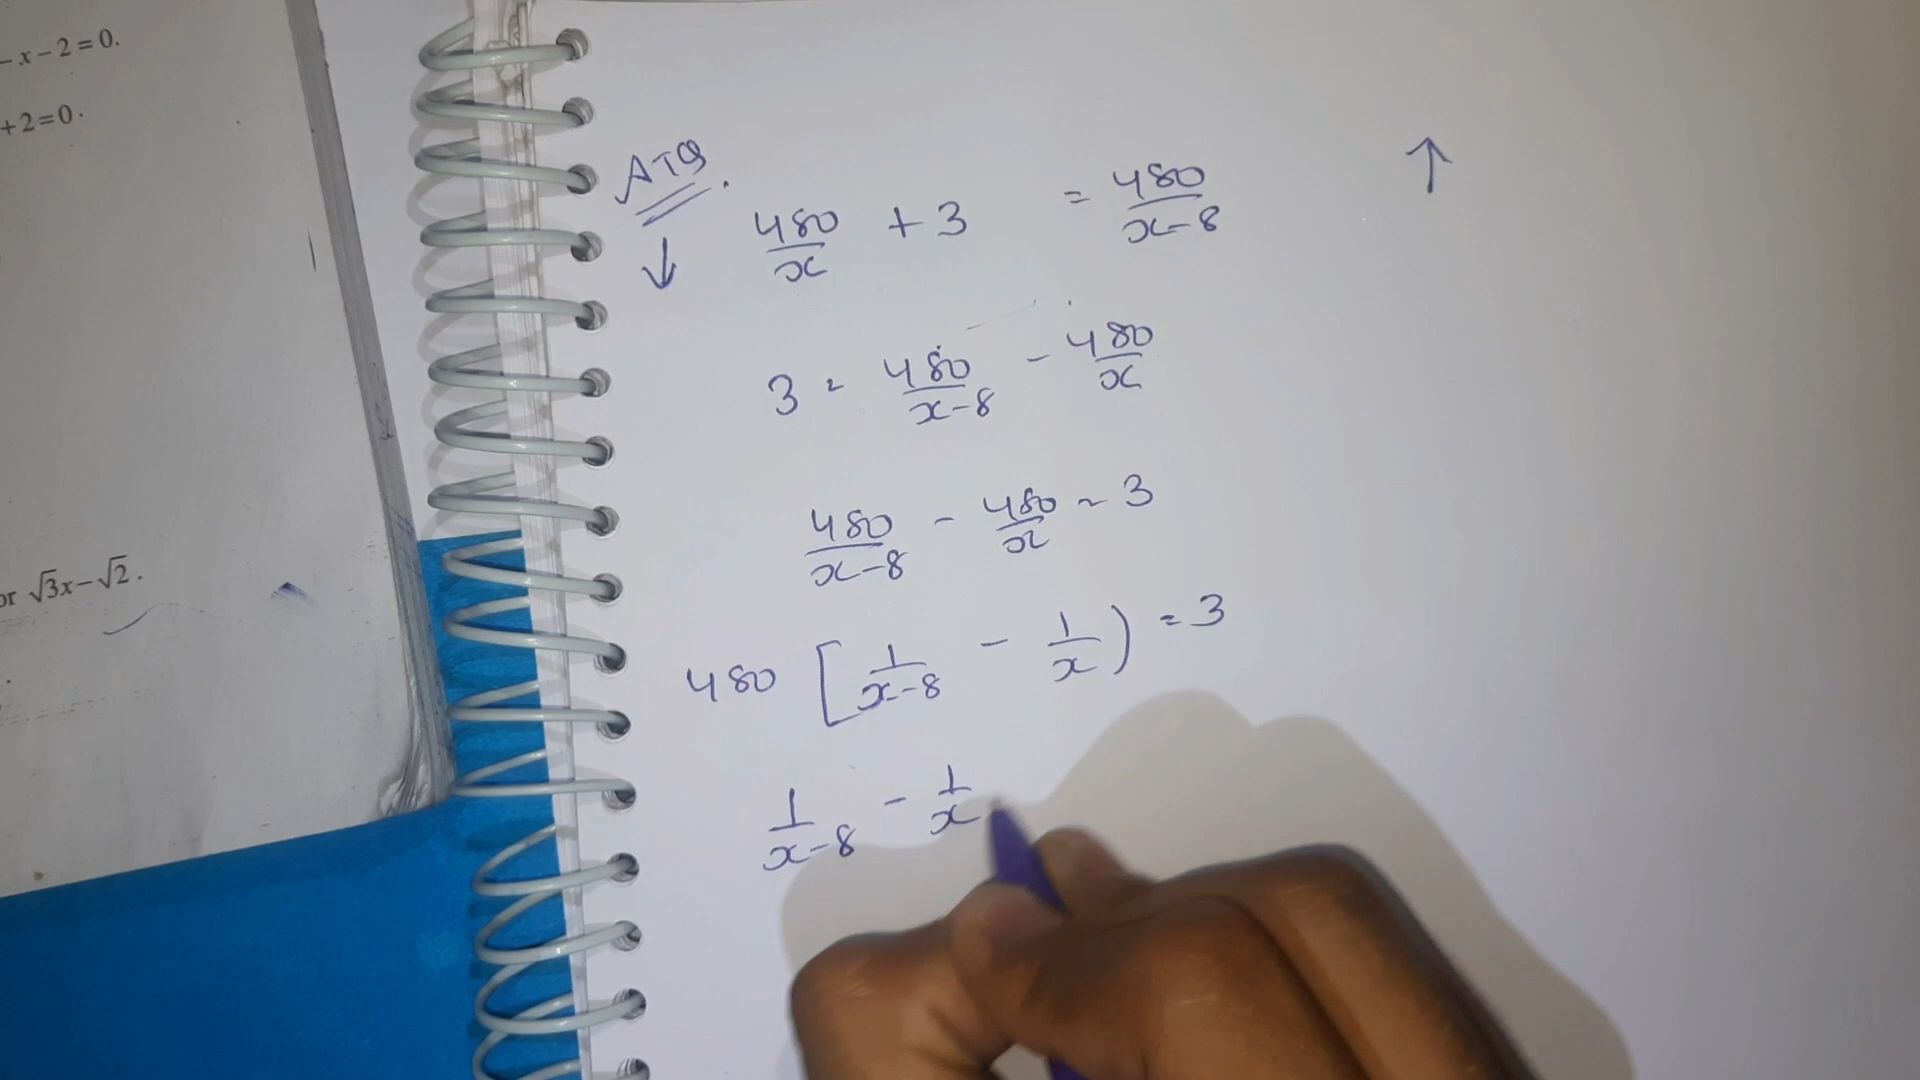 - x - 2 = 0.
+ 2 = 0.
or √3x - √2.
ATQ.
480/x + 3 = 480/x-8
3 = 480/x-8 - 480/x
480/x-8 - 480/x = 3
480 [1/x-8 - 1/x) = 3
1/x-8 - 1/x